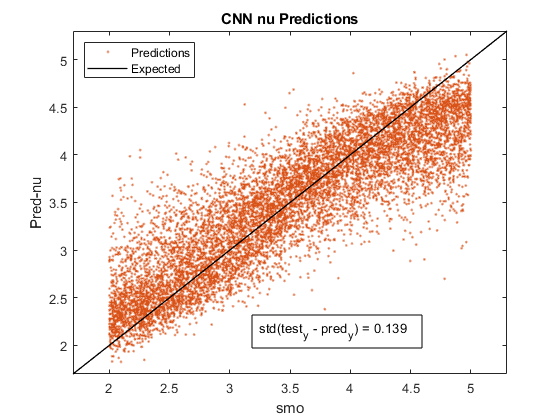 CNN nu Predictions
Predictions
Expected
5
4.5
4
3.5
3
2.5
2
Pred-nu
std(test_y - pred_y) = 0.139
2
2.5
3
3.5
4
4.5
5
smo